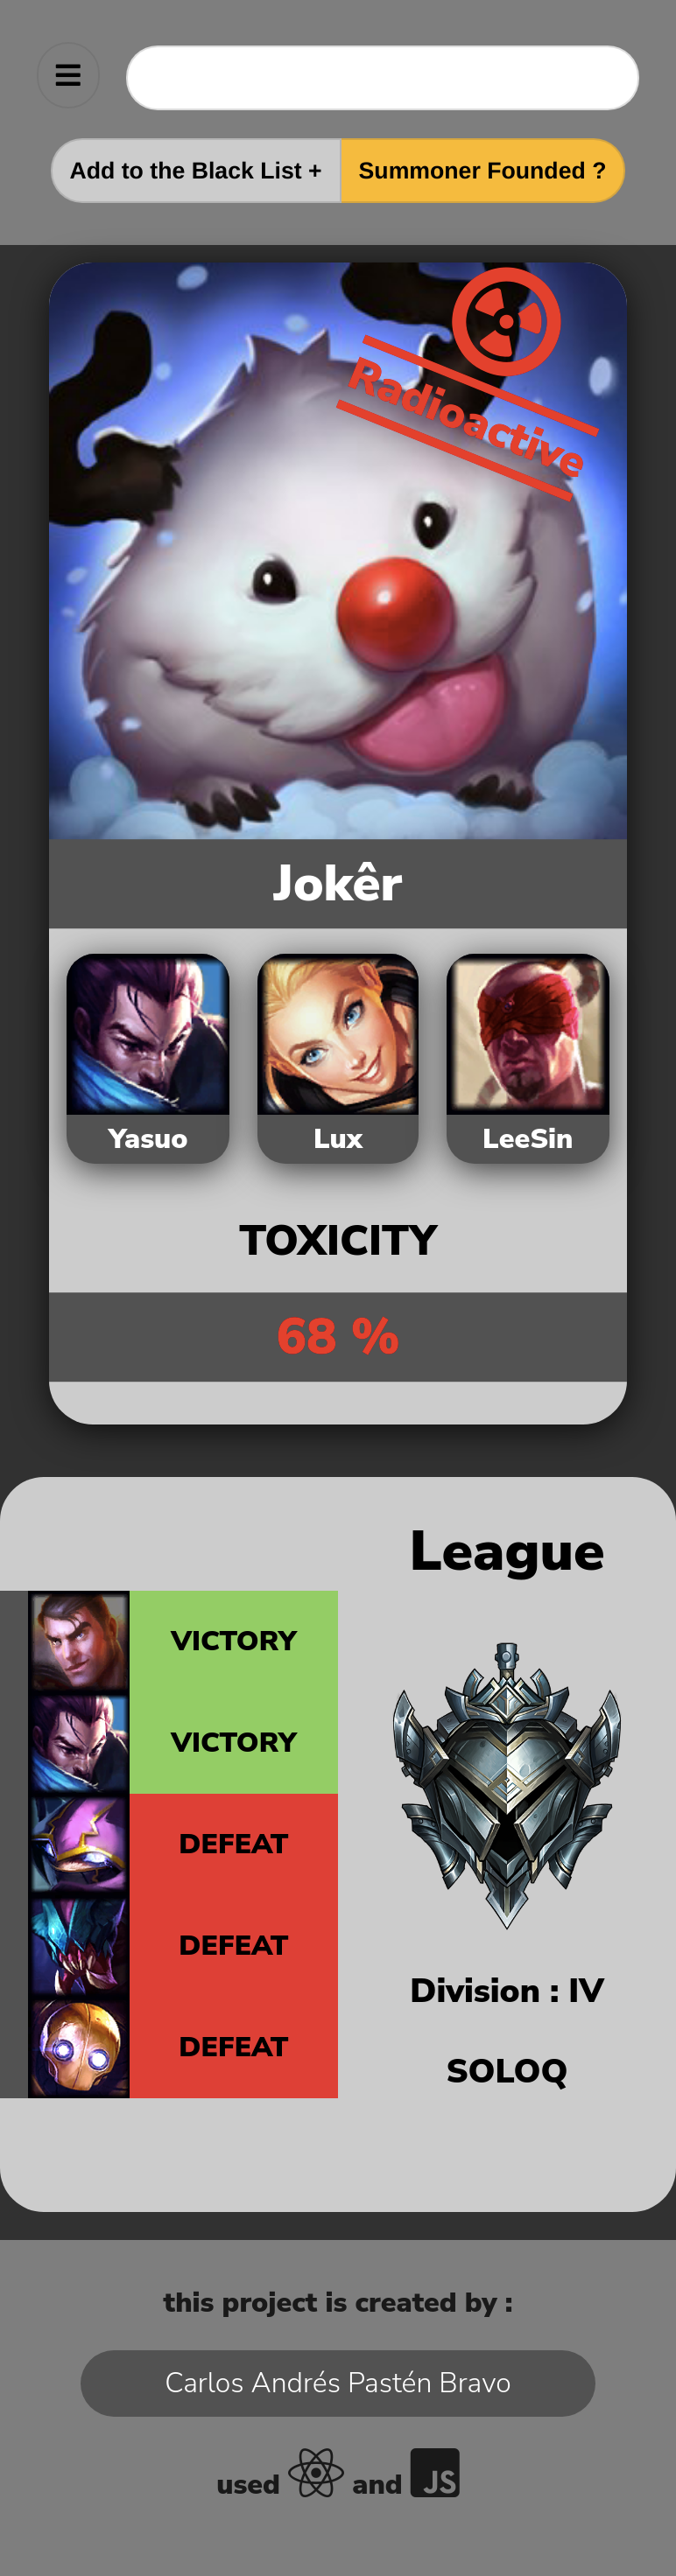 Add to the Black List +
Summoner Founded ?
Radioactive
Jokêr
Yasuo
Lux
LeeSin
TOXICITY
68 %
League
VICTORY
VICTORY
DEFEAT
DEFEAT
DEFEAT
Division : IV
SOLOQ
this project is created by :
Carlos Andrés Pastén Bravo
used and JS